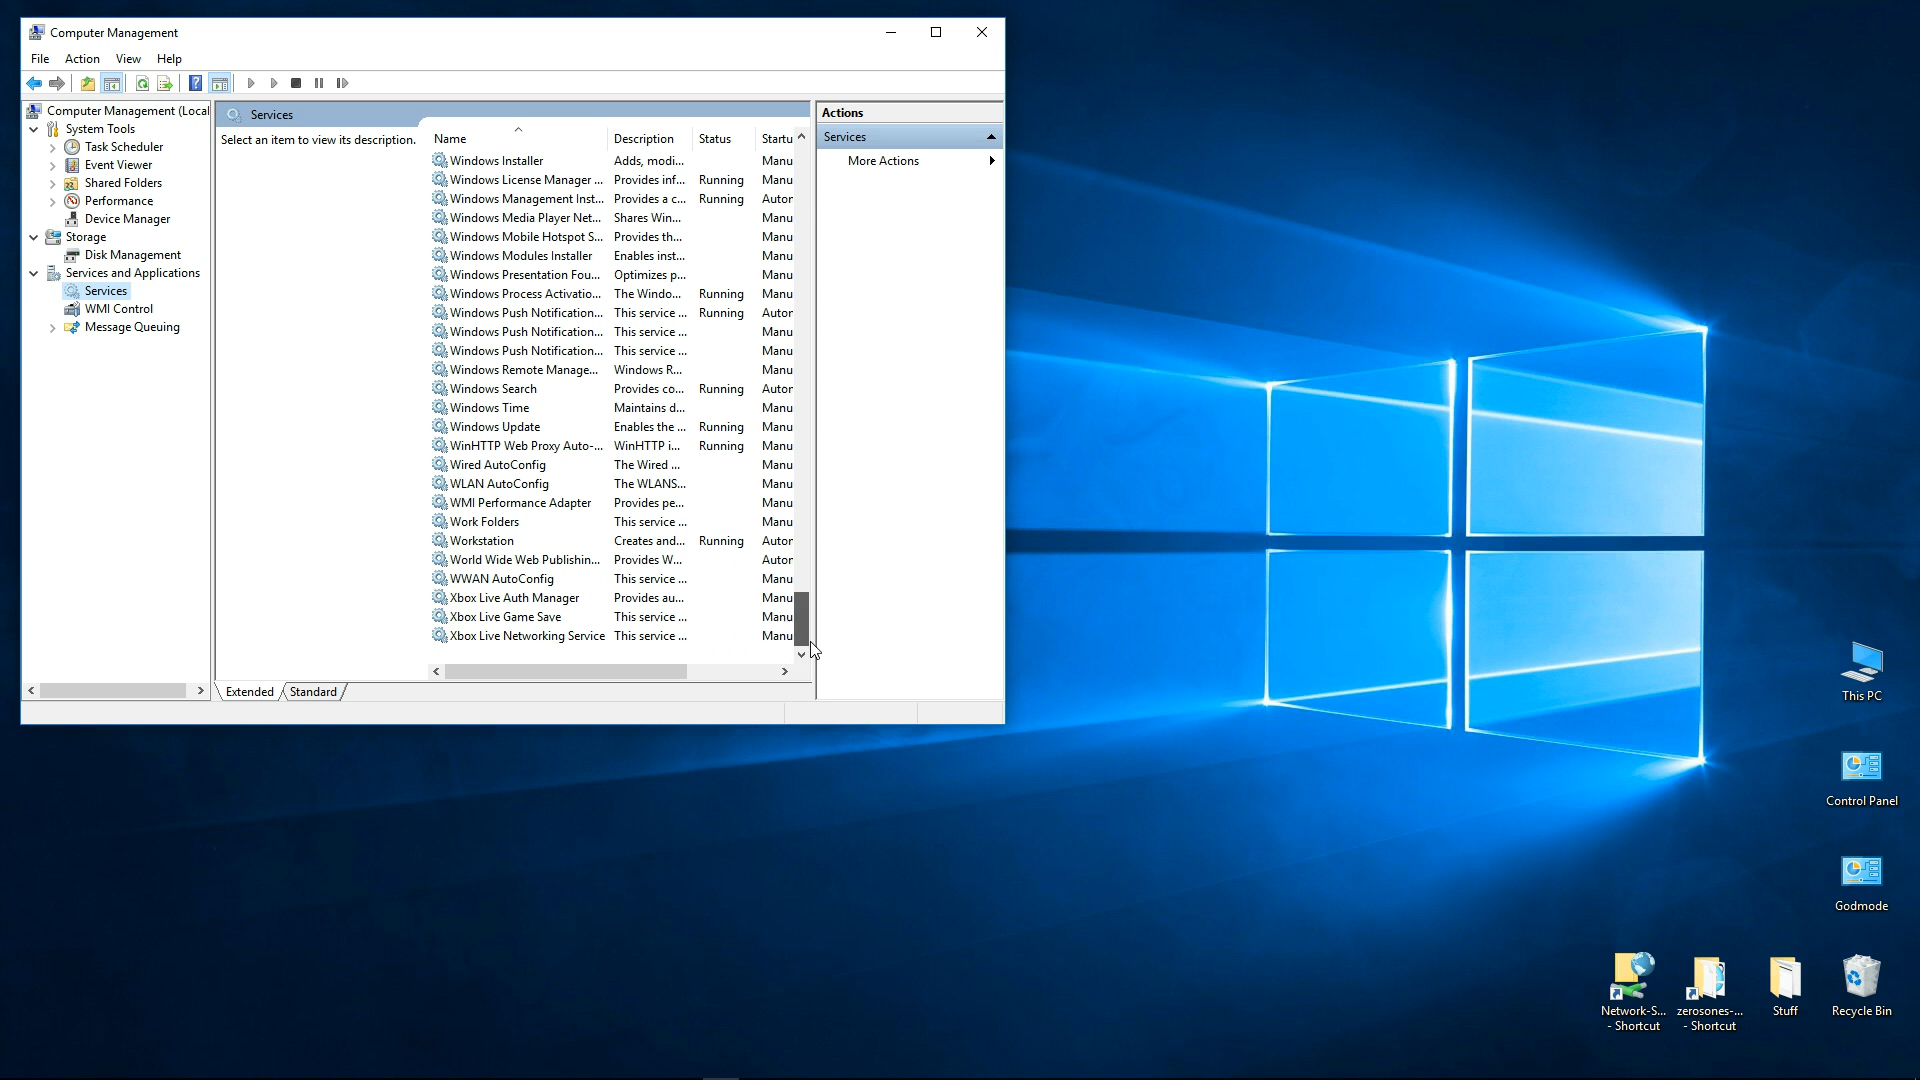 Computer Management
File Action View Help
Computer Management (Local
System Tools
Task Scheduler
Event Viewer
Shared Folders
Performance
Device Manager
Storage
Disk Management
Services and Applications
Services
WMI Control
Message Queuing
Services
Select an item to view its description.
Name Description Status Startu
Windows Installer Adds, modi... Manu
Windows License Manager ... Provides inf... Running Manu
Windows Management Inst... Provides a c... Running Autor
Windows Media Player Net... Shares Win... Manu
Windows Mobile Hotspot S... Provides th... Manu
Windows Modules Installer Enables inst... Manu
Windows Presentation Fou... Optimizes p... Manu
Windows Process Activatio... The Windo... Running Manu
Windows Push Notification... This service ... Running Autor
Windows Push Notification... This service ... Manu
Windows Push Notification... This service ... Manu
Windows Remote Manage... Windows R... Manu
Windows Search Provides co... Running Autor
Windows Time Maintains d... Manu
Windows Update Enables the ... Running Manu
WinHTTP Web Proxy Auto-... WinHTTP i... Running Manu
Wired AutoConfig The Wired ... Manu
WLAN AutoConfig The WLANS... Manu
WMI Performance Adapter Provides pe... Manu
Work Folders This service ... Manu
Workstation Creates and... Running Autor
World Wide Web Publishin... Provides W... Autor
WWAN AutoConfig This service ... Manu
Xbox Live Auth Manager Provides au... Manu
Xbox Live Game Save This service ... Manu
Xbox Live Networking Service This service ... Manu
Extended Standard
Actions
Services
More Actions
This PC
Control Panel
Godmode
Network-S...
- Shortcut
zerosones-...
- Shortcut
Stuff
Recycle Bin